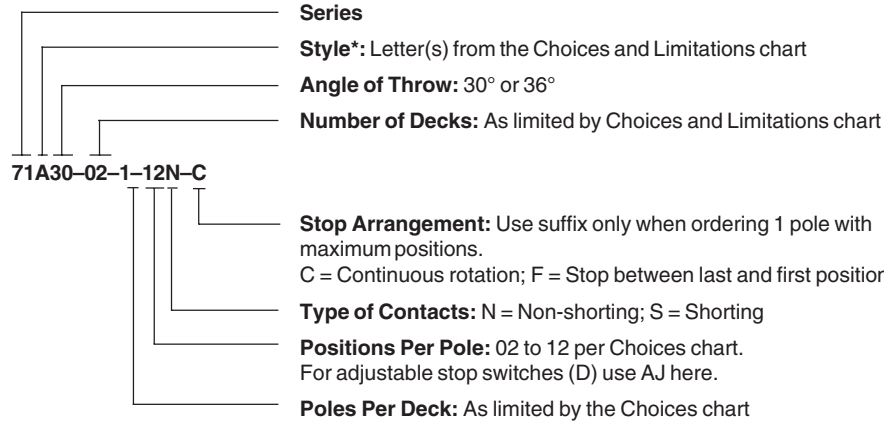 Series
Style*: Letter(s) from the Choices and Limitations chart
Angle of Throw: 30° or 36°
Number of Decks: As limited by Choices and Limitations chart
71A30–02–1–12N–C
Stop Arrangement: Use suffix only when ordering 1 pole with
maximum positions.
C = Continuous rotation; F = Stop between last and first position
Type of Contacts: N = Non-shorting; S = Shorting
Positions Per Pole: 02 to 12 per Choices chart.
For adjustable stop switches (D) use AJ here.
Poles Per Deck: As limited by the Choices chart